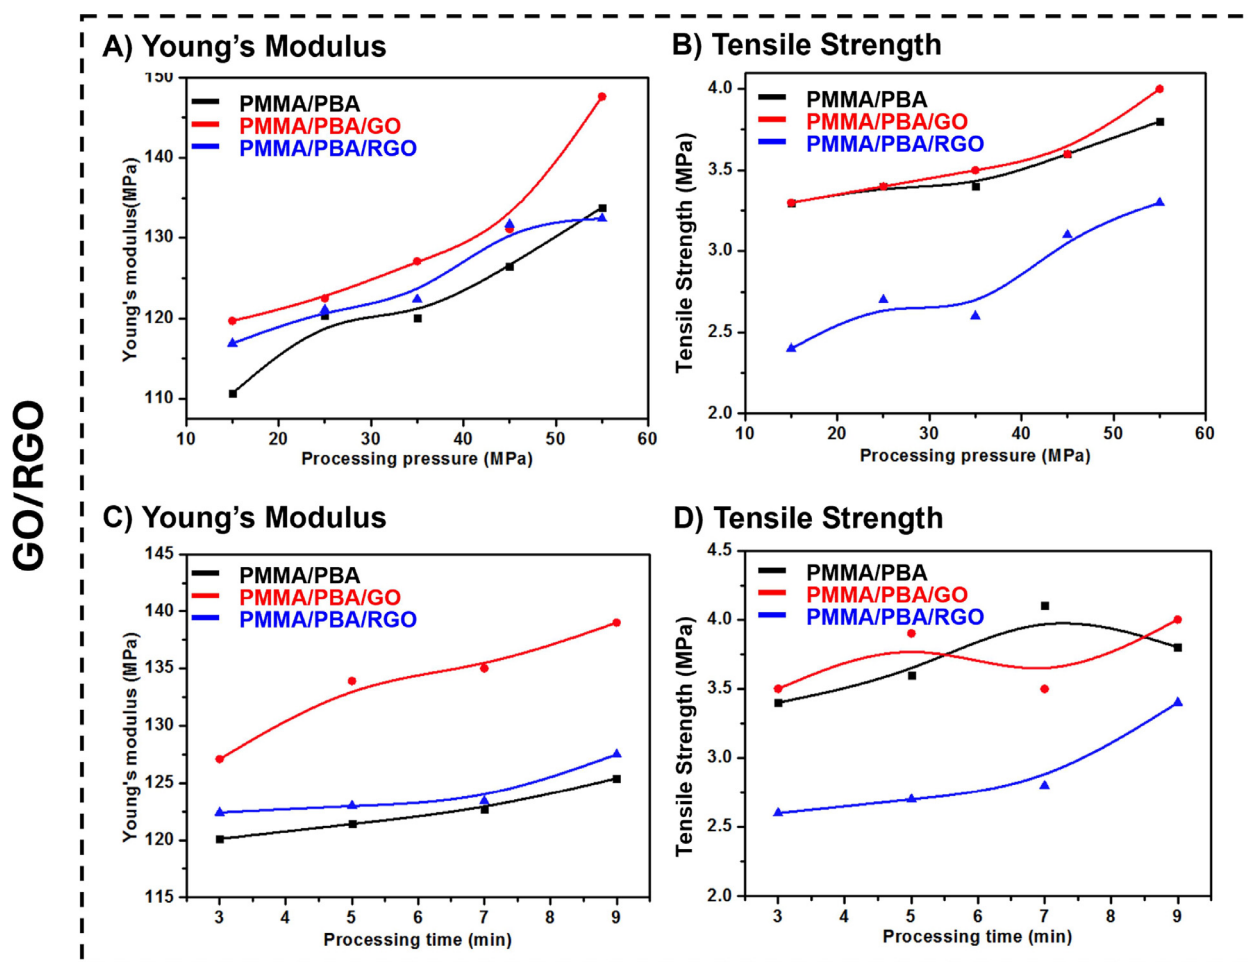 GO/RGO
A) Young's Modulus
PMMA/PBA
PMMA/PBA/GO
PMMA/PBA/RGO
150
140
130
120
110
Young's modulus(MPa)
10 20 30 40 50 60
Processing pressure (MPa)
B) Tensile Strength
PMMA/PBA
PMMA/PBA/GO
PMMA/PBA/RGO
4.0
3.5
3.0
2.5
2.0
Tensile Strength (MPa)
10 20 30 40 50 60
Processing pressure (MPa)
C) Young's Modulus
PMMA/PBA
PMMA/PBA/GO
PMMA/PBA/RGO
145
140
135
130
125
120
115
Young's modulus (MPa)
3 4 5 6 7 8 9
Processing time (min)
D) Tensile Strength
PMMA/PBA
PMMA/PBA/GO
PMMA/PBA/RGO
4.5
4.0
3.5
3.0
2.5
2.0
Tensile Strength (MPa)
3 4 5 6 7 8 9
Processing time (min)